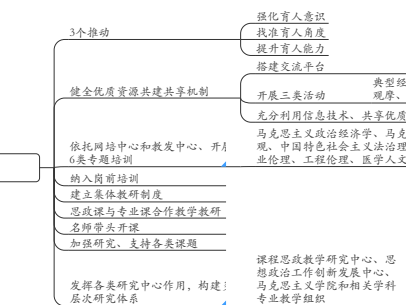 强化育人意识
3个推动
找准育人角度
提升育人能力
搭建交流平台
健全优质资源共建共享机制
典型经
开展三类活动
观摩、
充分利用信息技术、共享优质
依托网培中心和教发中心、开
6类专题培训
马克思主义政治经济学、马克
观、中国特色社会主义法治理
业伦理、工程伦理、医学人文
纳入岗前培训
建立集体教研制度
思政课与专业课合作教学教研
名师带头开课
加强研究、支持各类课题
发挥各类研究中心作用，构建
层次研究体系
课程思政教学研究中心、思
想政治工作创新发展中心、
马克思主义学院和相关学科
专业教学组织